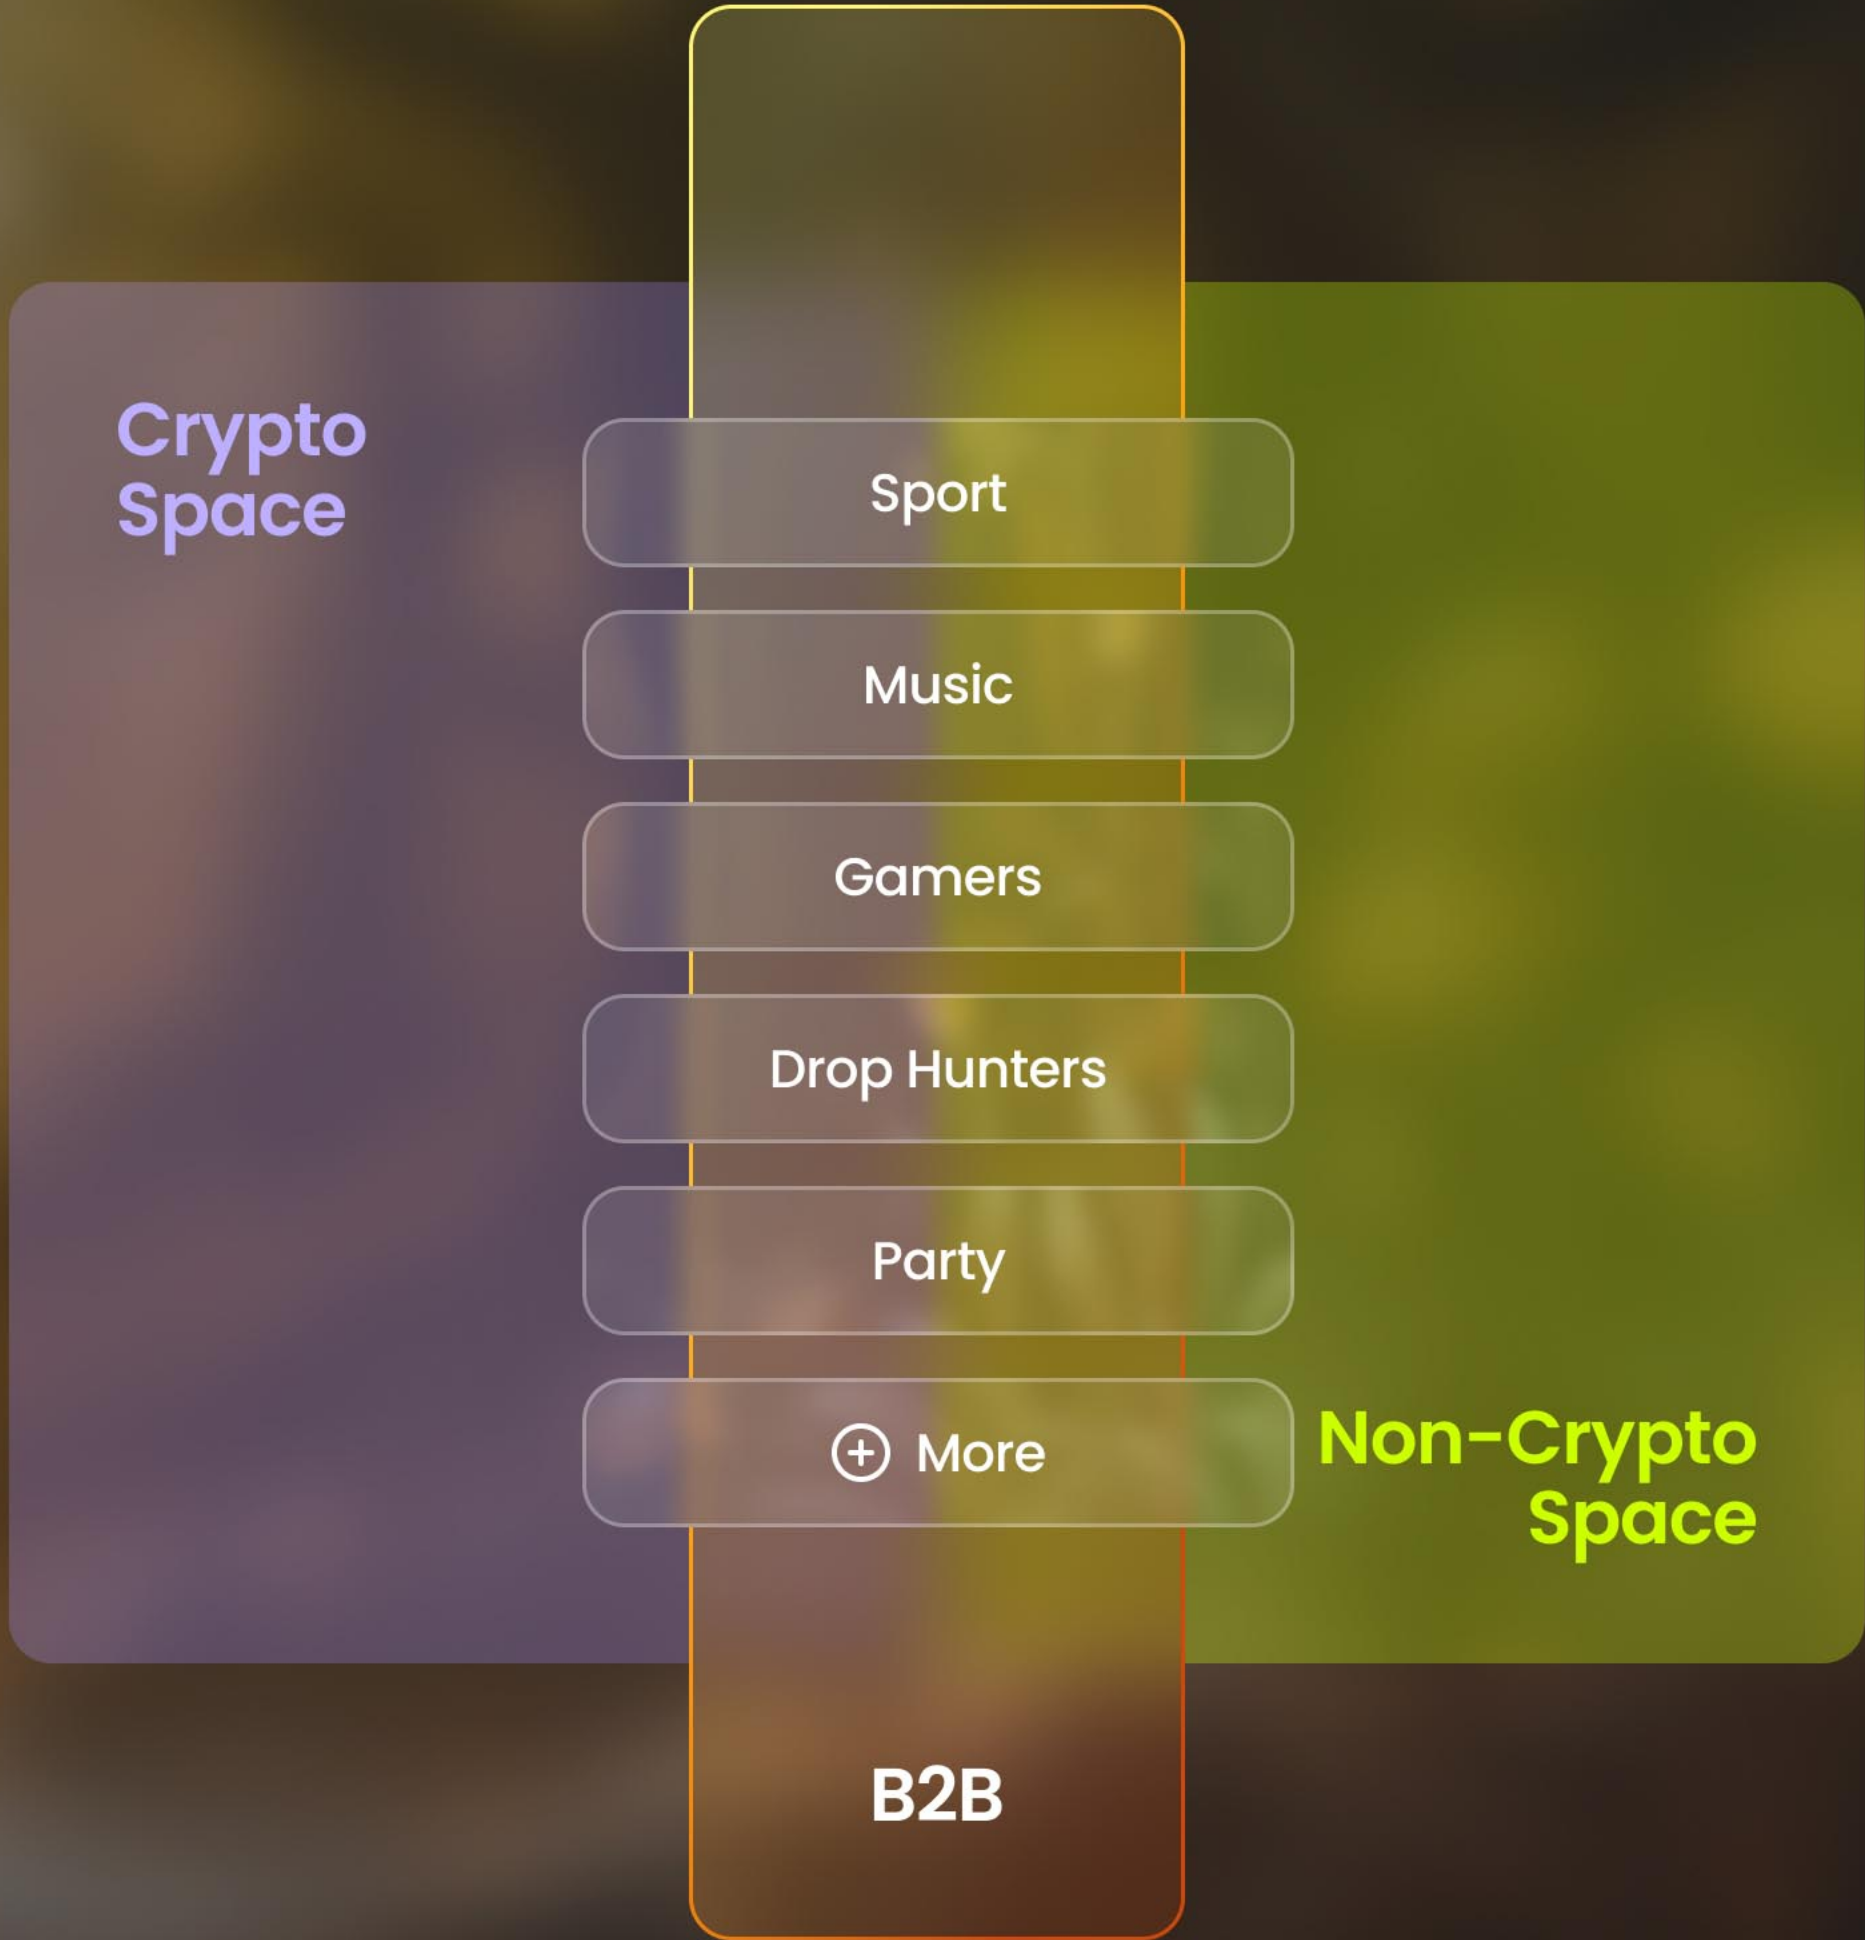 Crypto
Space
Sport
Music
Gamers
Drop Hunters
Party
More
Non-Crypto
Space
B2B